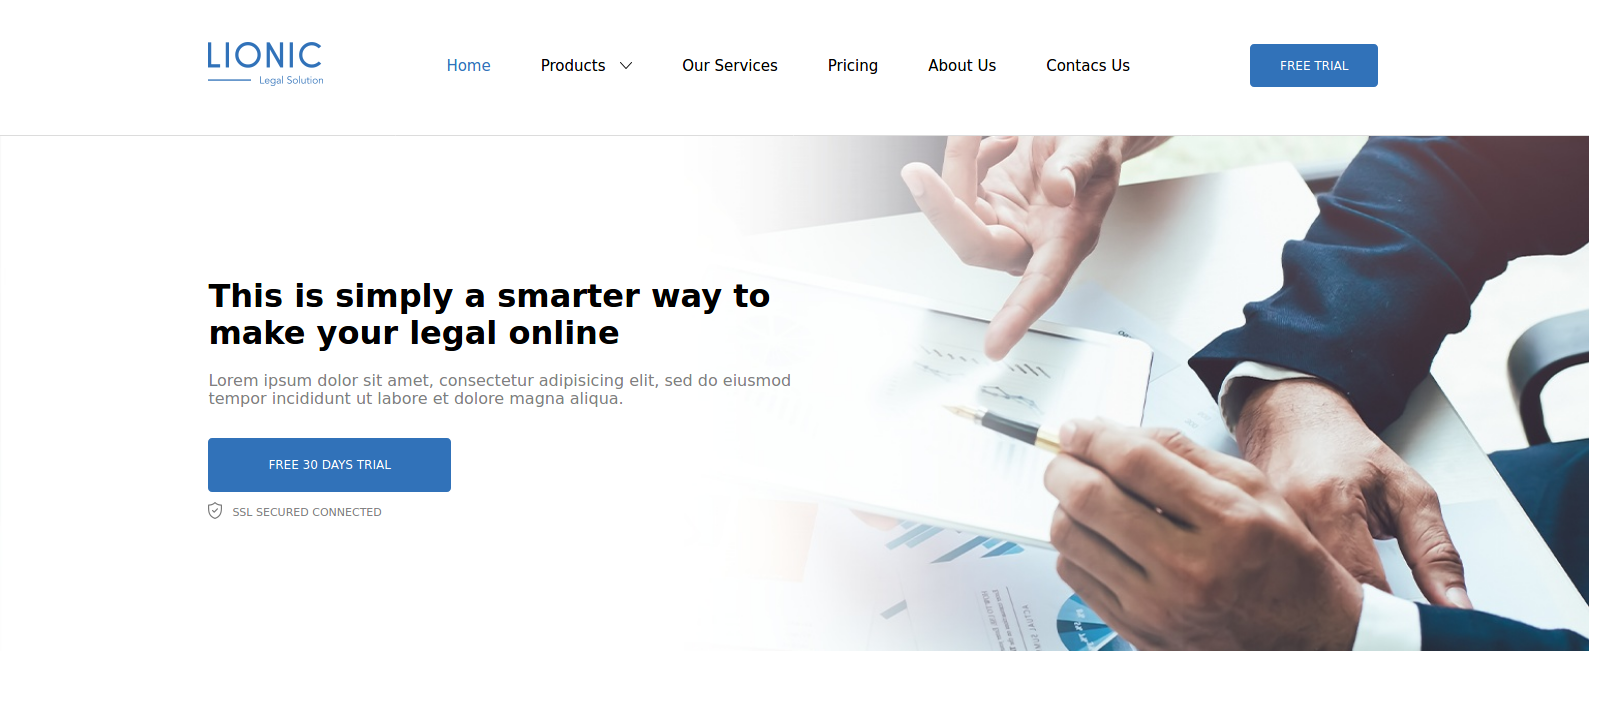 LIONIC
Legal Solution
Home
Products
Our Services
Pricing
About Us
Contacs Us
FREE TRIAL
This is simply a smarter way to
make your legal online
Lorem ipsum dolor sit amet, consectetur adipisicing elit, sed do eiusmod
tempor incididunt ut labore et dolore magna aliqua.
FREE 30 DAYS TRIAL
SSL SECURED CONNECTED